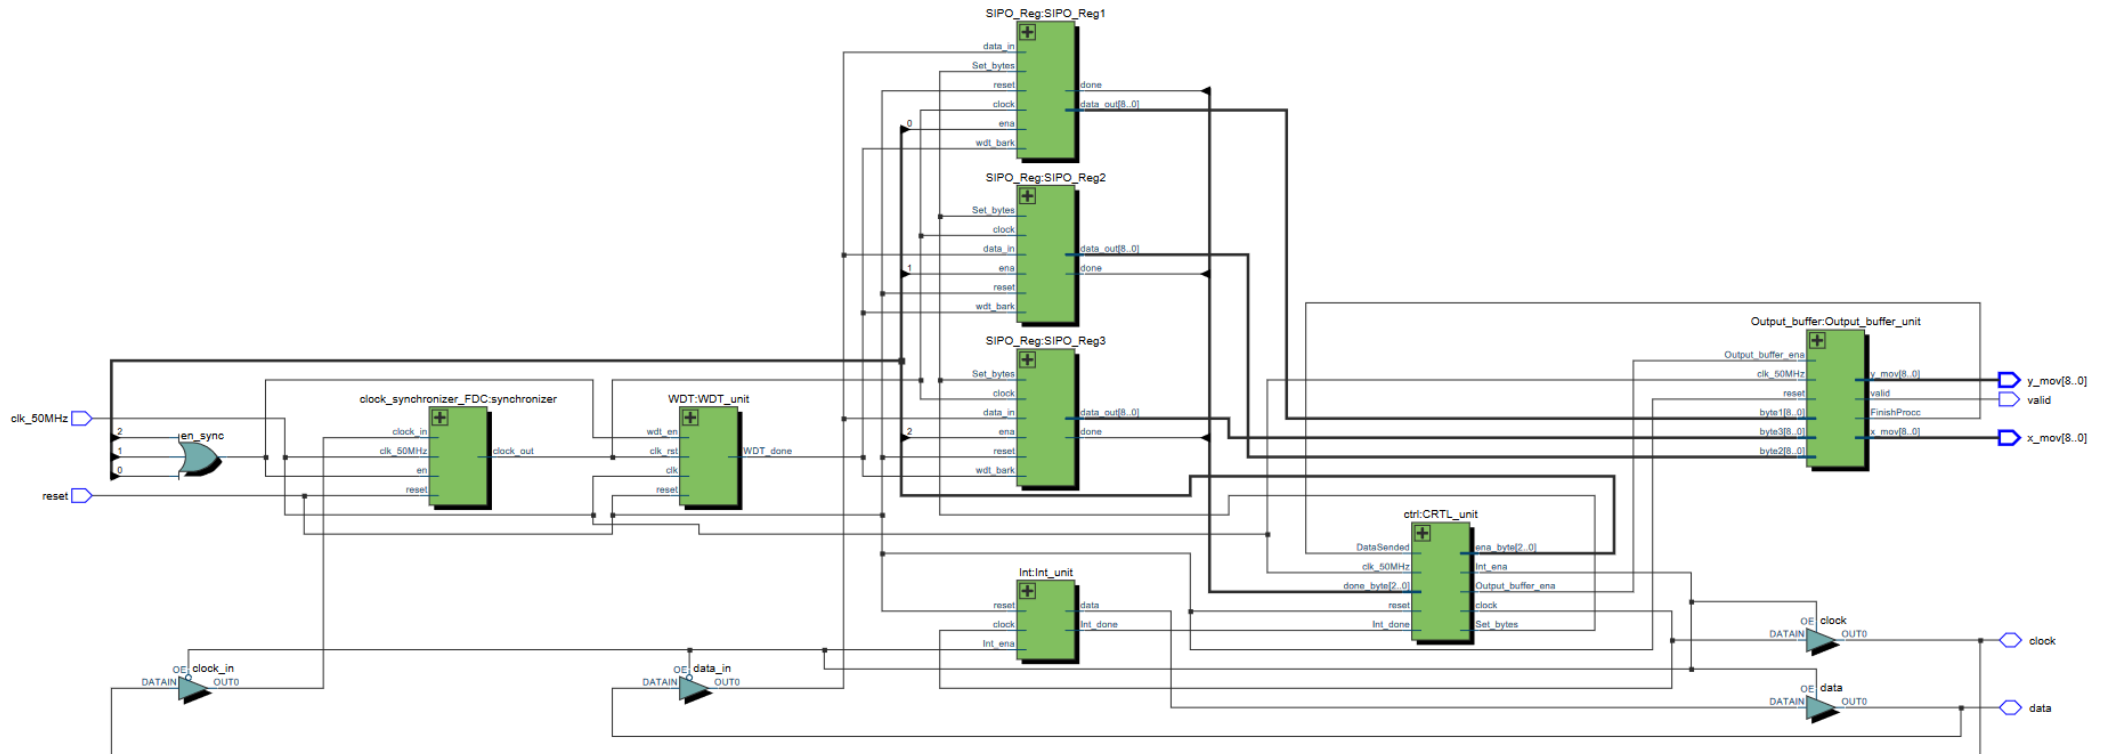 SIPO_Reg:SIPO_Reg1
data_in
Set_bytes
reset
clock
ena
wdt_bark
done
data_out[8..0]
0
SIPO_Reg:SIPO_Reg2
Set_bytes
clock
data_in
ena
reset
wdt_bark
data_out[8..0]
done
1
SIPO_Reg:SIPO_Reg3
Set_bytes
clock
data_in
ena
reset
wdt_bark
data_out[8..0]
done
2
clk_50MHz
reset
2
1
0
en_sync
clock_synchronizer_FDC:synchronizer
clock_in
clk_50MHz
en
reset
clock_out
WDT:WDT_unit
wdt_en
clk_rst
clk
reset
WDT_done
Output_buffer:Output_buffer_unit
Output_buffer_ena
clk_50MHz
reset
byte1[8..0]
byte3[8..0]
byte2[8..0]
y_mov[8..0]
valid
FinishProcc
x_mov[8..0]
y_mov[8..0]
valid
x_mov[8..0]
ctrl:CRTL_unit
DataSended
clk_50MHz
done_byte[2..0]
reset
Int_done
ena_byte[2..0]
Int_ena
Output_buffer_ena
clock
Set_bytes
Int:Int_unit
reset
clock
Int_ena
data
Int_done
OE
clock_in
DATAIN
OUT0
OE
data_in
DATAIN
OUT0
OE
clock
DATAIN
OUT0
clock
OE
data
DATAIN
OUT0
data